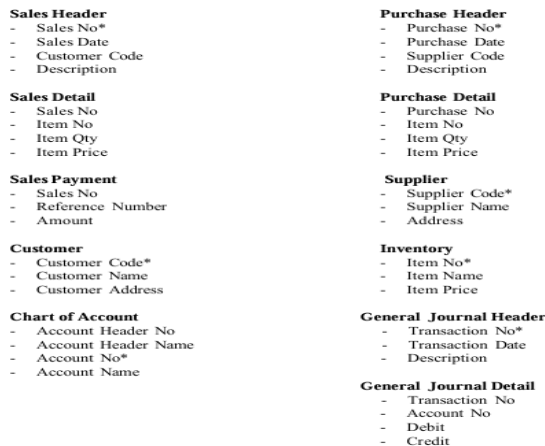 Sales Header
- Sales No*
- Sales Date
- Customer Code
- Description
Sales Detail
- Sales No
- Item No
- Item Qty
- Item Price
Sales Payment
- Sales No
- Reference Number
- Amount
Customer
- Customer Code*
- Customer Name
- Customer Address
Chart of Account
- Account Header No
- Account Header Name
- Account No*
- Account Name
Purchase Header
- Purchase No*
- Purchase Date
- Supplier Code
- Description
Purchase Detail
- Purchase No
- Item No
- Item Qty
- Item Price
Supplier
- Supplier Code*
- Supplier Name
- Address
Inventory
- Item No*
- Item Name
- Item Price
General Journal Header
- Transaction No*
- Transaction Date
- Description
General Journal Detail
- Transaction No
- Account No
- Debit
- Credit